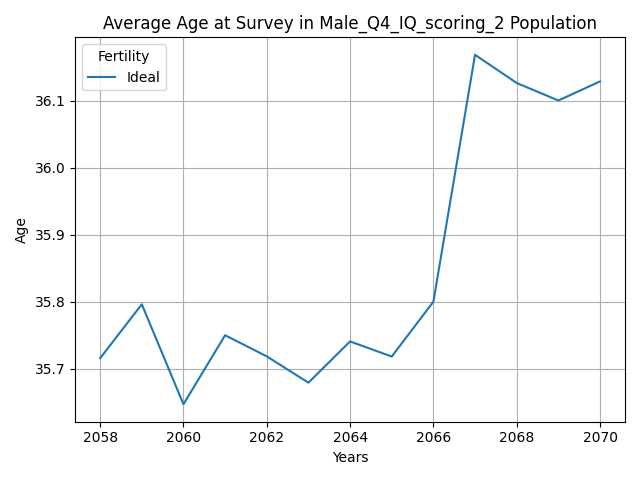 Average Age at Survey in Male_Q4_IQ_scoring_2 Population
Fertility
Ideal
36.1
36.0
35.9
35.8
35.7
Age
2058 2060 2062 2064 2066 2068 2070
Years